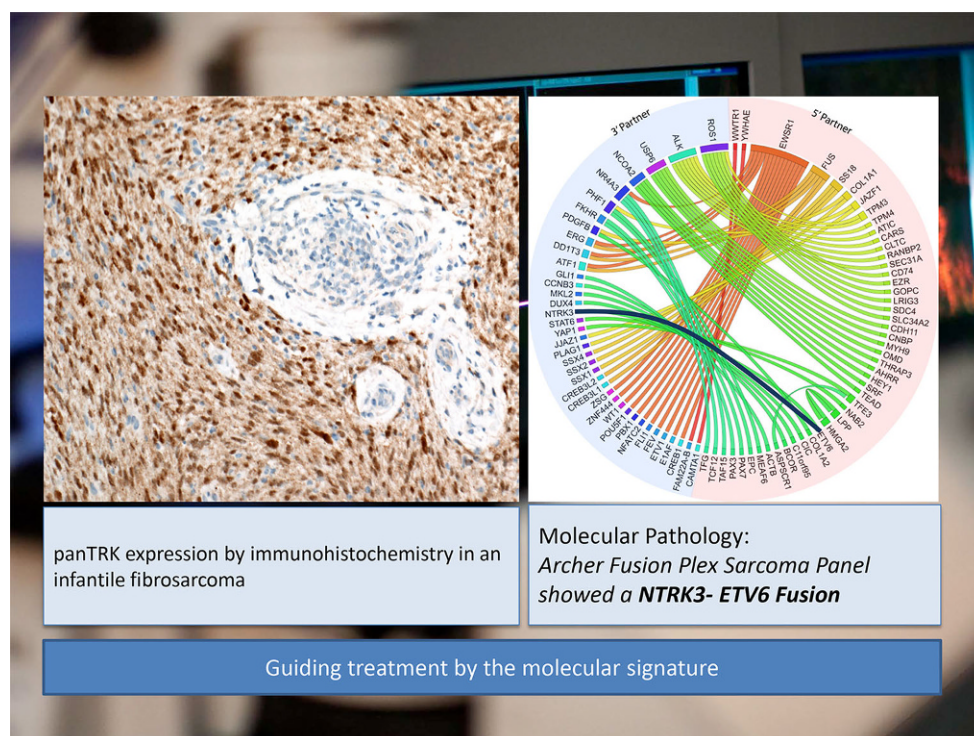 3' Partner
5' Partner
WWTR1
YWHAE
EWSR1
FUS
SS18
COL1A1
JAZF1
TPM3
TPM4
ATIC
CARS
CLTC
RANBP2
SEC31A
CD74
EZR
GOPC
LRIG3
SDC4
SLC34A2
CDH11
CNBP
MYH9
OMD
THRAP3
AHRR
HEY1
SRF
TEAD
TFE3
NAB2
LPP
HMGA2
ETV6
COL1A2
CIC
C11orf95
BCOR
ASPSCR1
ACTB
MEAF6
EPC
PAX7
PAX3
TAF15
TCF12
TFG
CAMTA1
FAM22A-B
CREB1
E1AF
ETV1
FEV
FLI1
NFATC2
PBX1
POU5F1
WT1
ZNF444
ZSG
CREB3L1
CREB3L2
SSX1
SSX2
SSX4
PLAG1
JJAZ1
YAP1
STAT6
NTRK3
DUX4
MKL2
CCNB3
GLI1
ATF1
DD1T3
ERG
PDGFB
FKHR
PHF1
NR4A3
NCOA2
USP6
ALK
ROS1
panTRK expression by immunohistochemistry in an
infantile fibrosarcoma
Molecular Pathology:
Archer Fusion Plex Sarcoma Panel
showed a NTRK3- ETV6 Fusion
Guiding treatment by the molecular signature